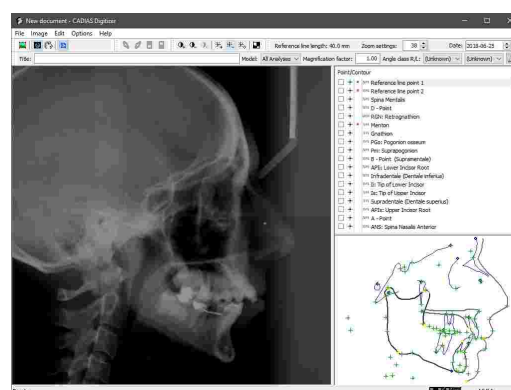 New document - CADIAS Digitizer
File Image Edit Options Help
Reference line length: 40.0 mm Zoom settings: 38 Date: 2018-06-25
Title: Model: All Analyses Magnification factor: 1.00 Angle class R/L: (Unknown) (Unknown)
Point/Contour
Reference line point 1
Reference line point 2
Spina Mentalis
D - Point
RGN: Retrognathion
Menton
Gnathion
PGo: Pogonion osseum
Pm: Suprapogonion
B - Point (Supramentale)
APIi: Lower Incisor Root
Infradentale (Dentale inferius)
Ii: Tip of Lower Incisor
Is: Tip of Upper Incisor
Supradentale (Dentale superius)
APIs: Upper Incisor Root
A - Point
ANS: Spina Nasalis Anterior